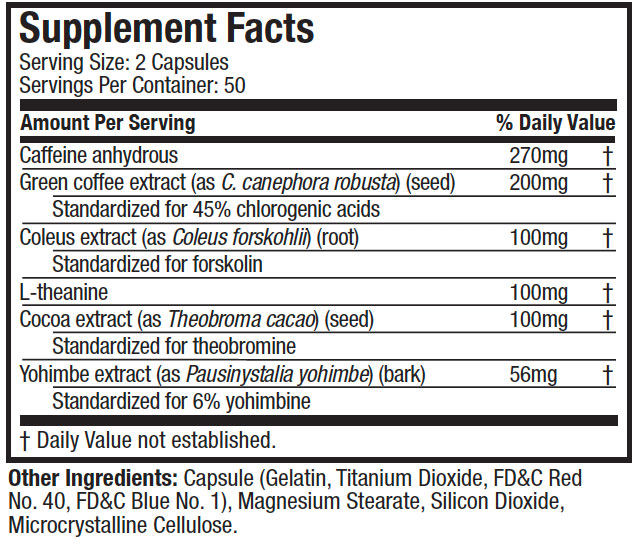 Supplement Facts
Serving Size: 2 Capsules
Servings Per Container: 50
Amount Per Serving % Daily Value
Caffeine anhydrous 270mg †
Green coffee extract (as C. canephora robusta) (seed) 200mg †
Standardized for 45% chlorogenic acids
Coleus extract (as Coleus forskohlii) (root) 100mg †
Standardized for forskolin
L-theanine 100mg †
Cocoa extract (as Theobroma cacao) (seed) 100mg †
Standardized for theobromine
Yohimbe extract (as Pausinystalia yohimbe) (bark) 56mg †
Standardized for 6% yohimbine
† Daily Value not established.
Other Ingredients: Capsule (Gelatin, Titanium Dioxide, FD&C Red
No. 40, FD&C Blue No. 1), Magnesium Stearate, Silicon Dioxide,
Microcrystalline Cellulose.